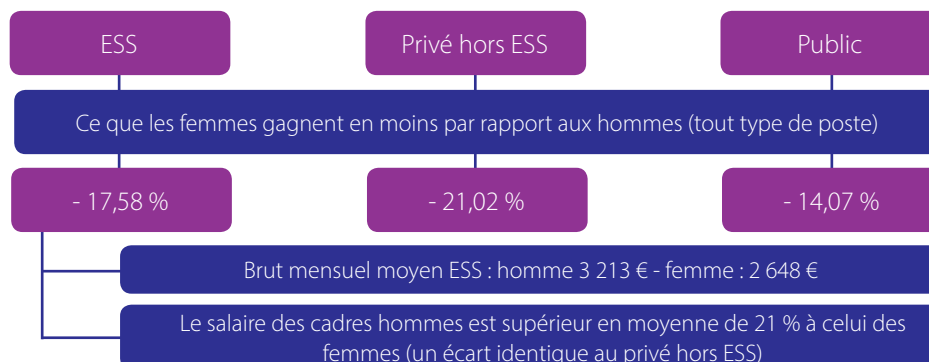 ESS
Privé hors ESS
Public
Ce que les femmes gagnent en moins par rapport aux hommes (tout type de poste)
- 17,58 %
- 21,02 %
- 14,07 %
Brut mensuel moyen ESS : homme 3 213 € - femme : 2 648 €
Le salaire des cadres hommes est supérieur en moyenne de 21 % à celui des
femmes (un écart identique au privé hors ESS)